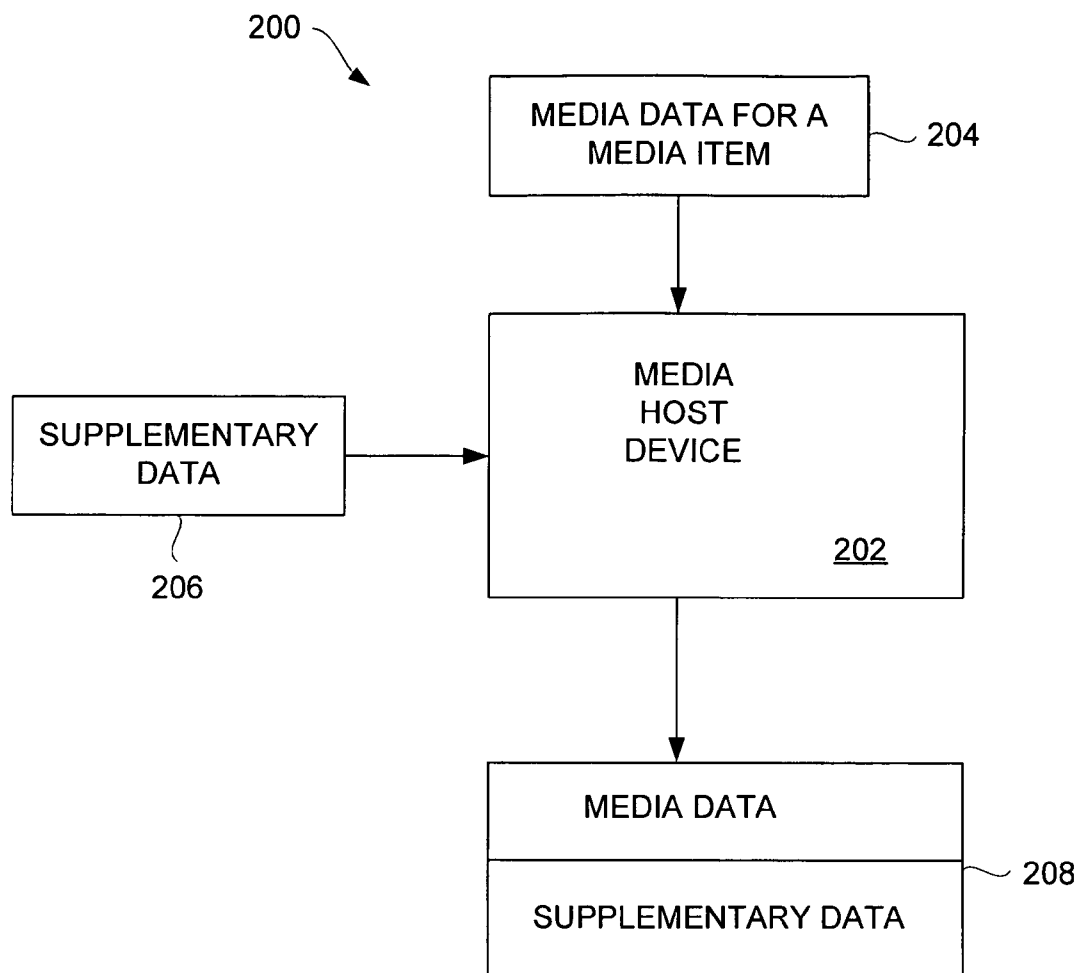 200
MEDIA DATA FOR A
MEDIA ITEM
204
MEDIA
HOST
DEVICE
202
SUPPLEMENTARY
DATA
206
MEDIA DATA
SUPPLEMENTARY DATA
208